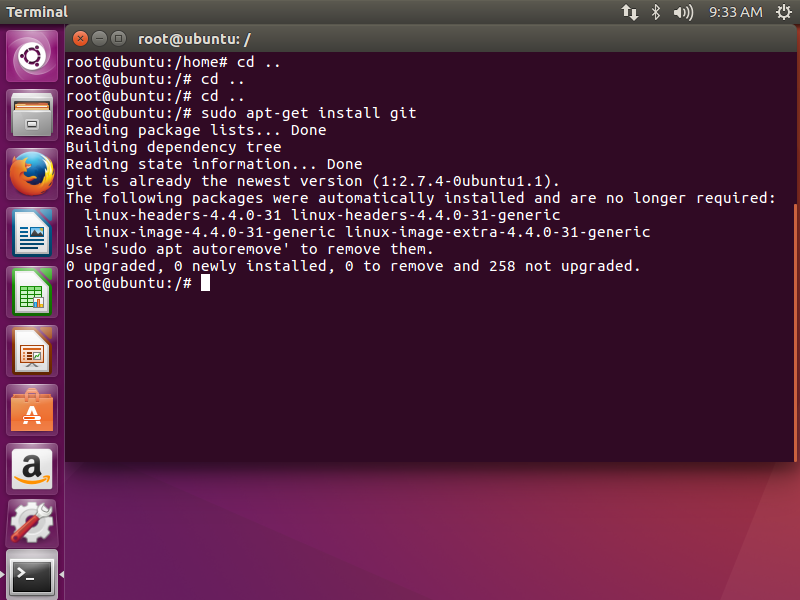 Terminal
9:33 AM
root@ubuntu: /
root@ubuntu:/home# cd ..
root@ubuntu:/# cd ..
root@ubuntu:/# cd ..
root@ubuntu:/# sudo apt-get install git
Reading package lists... Done
Building dependency tree
Reading state information... Done
git is already the newest version (1:2.7.4-0ubuntu1.1).
The following packages were automatically installed and are no longer required:
  linux-headers-4.4.0-31 linux-headers-4.4.0-31-generic
  linux-image-4.4.0-31-generic linux-image-extra-4.4.0-31-generic
Use 'sudo apt autoremove' to remove them.
0 upgraded, 0 newly installed, 0 to remove and 258 not upgraded.
root@ubuntu:/#
A
a
>_